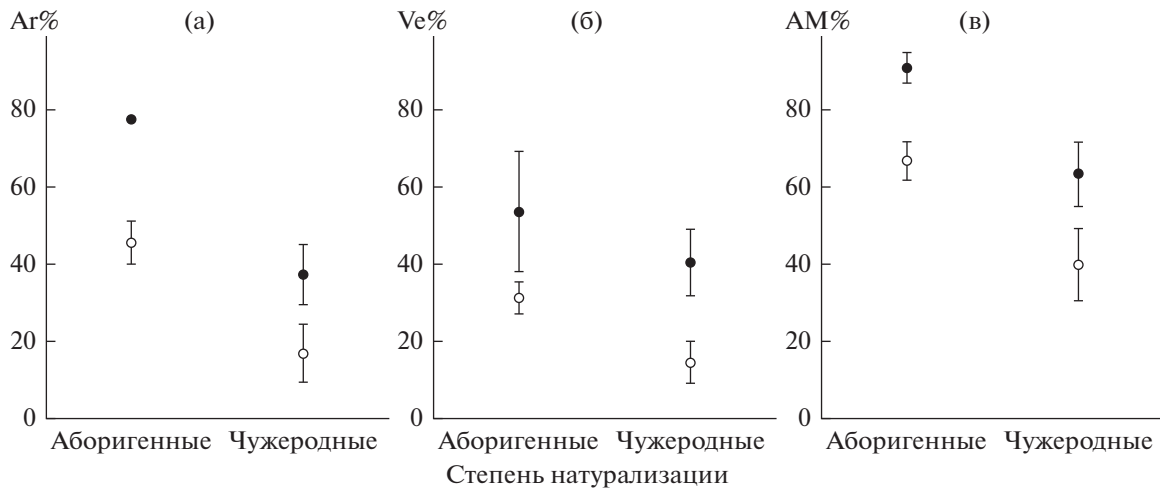 Ar% (а) Ve% (б) AM% (в)
80 80 80
60 60 60
40 40 40
20 20 20
0 0 0
Аборигенные Чужеродные Аборигенные Чужеродные Аборигенные Чужеродные
Степень натурализации